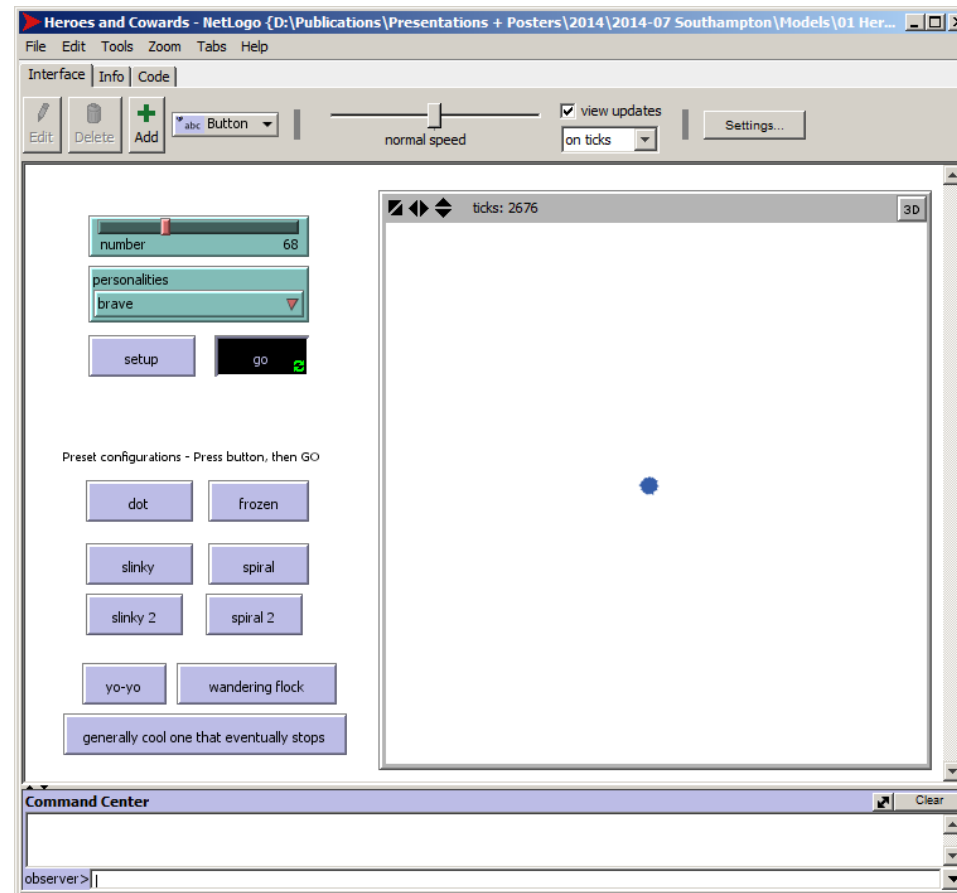 Heroes and Cowards - NetLogo {D:\Publications\Presentations + Posters\2014\2014-07 Southampton\Models\01 Her...
File Edit Tools Zoom Tabs Help
Interface Info Code
Edit Delete Add abc Button normal speed view updates on ticks Settings...
ticks: 2676 3D
number 68
personalities
brave
setup go
Preset configurations - Press button, then GO
dot frozen
slinky spiral
slinky 2 spiral 2
yo-yo wandering flock
generally cool one that eventually stops
Command Center Clear
observer>